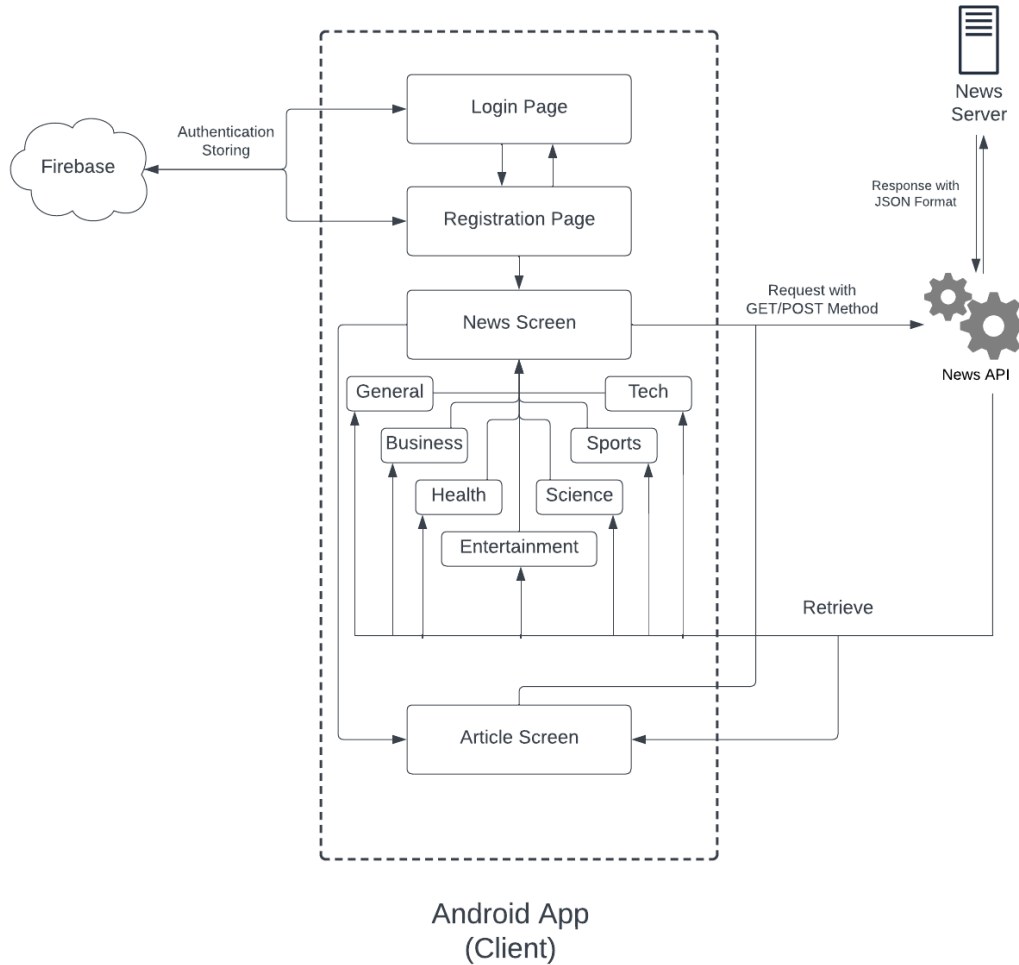 News
Server
Login Page
Authentication
Storing
Firebase
Response with
JSON Format
Registration Page
Request with
GET/POST Method
News Screen
News API
General
Tech
Business
Sports
Health
Science
Entertainment
Retrieve
Article Screen
Android App
(Client)